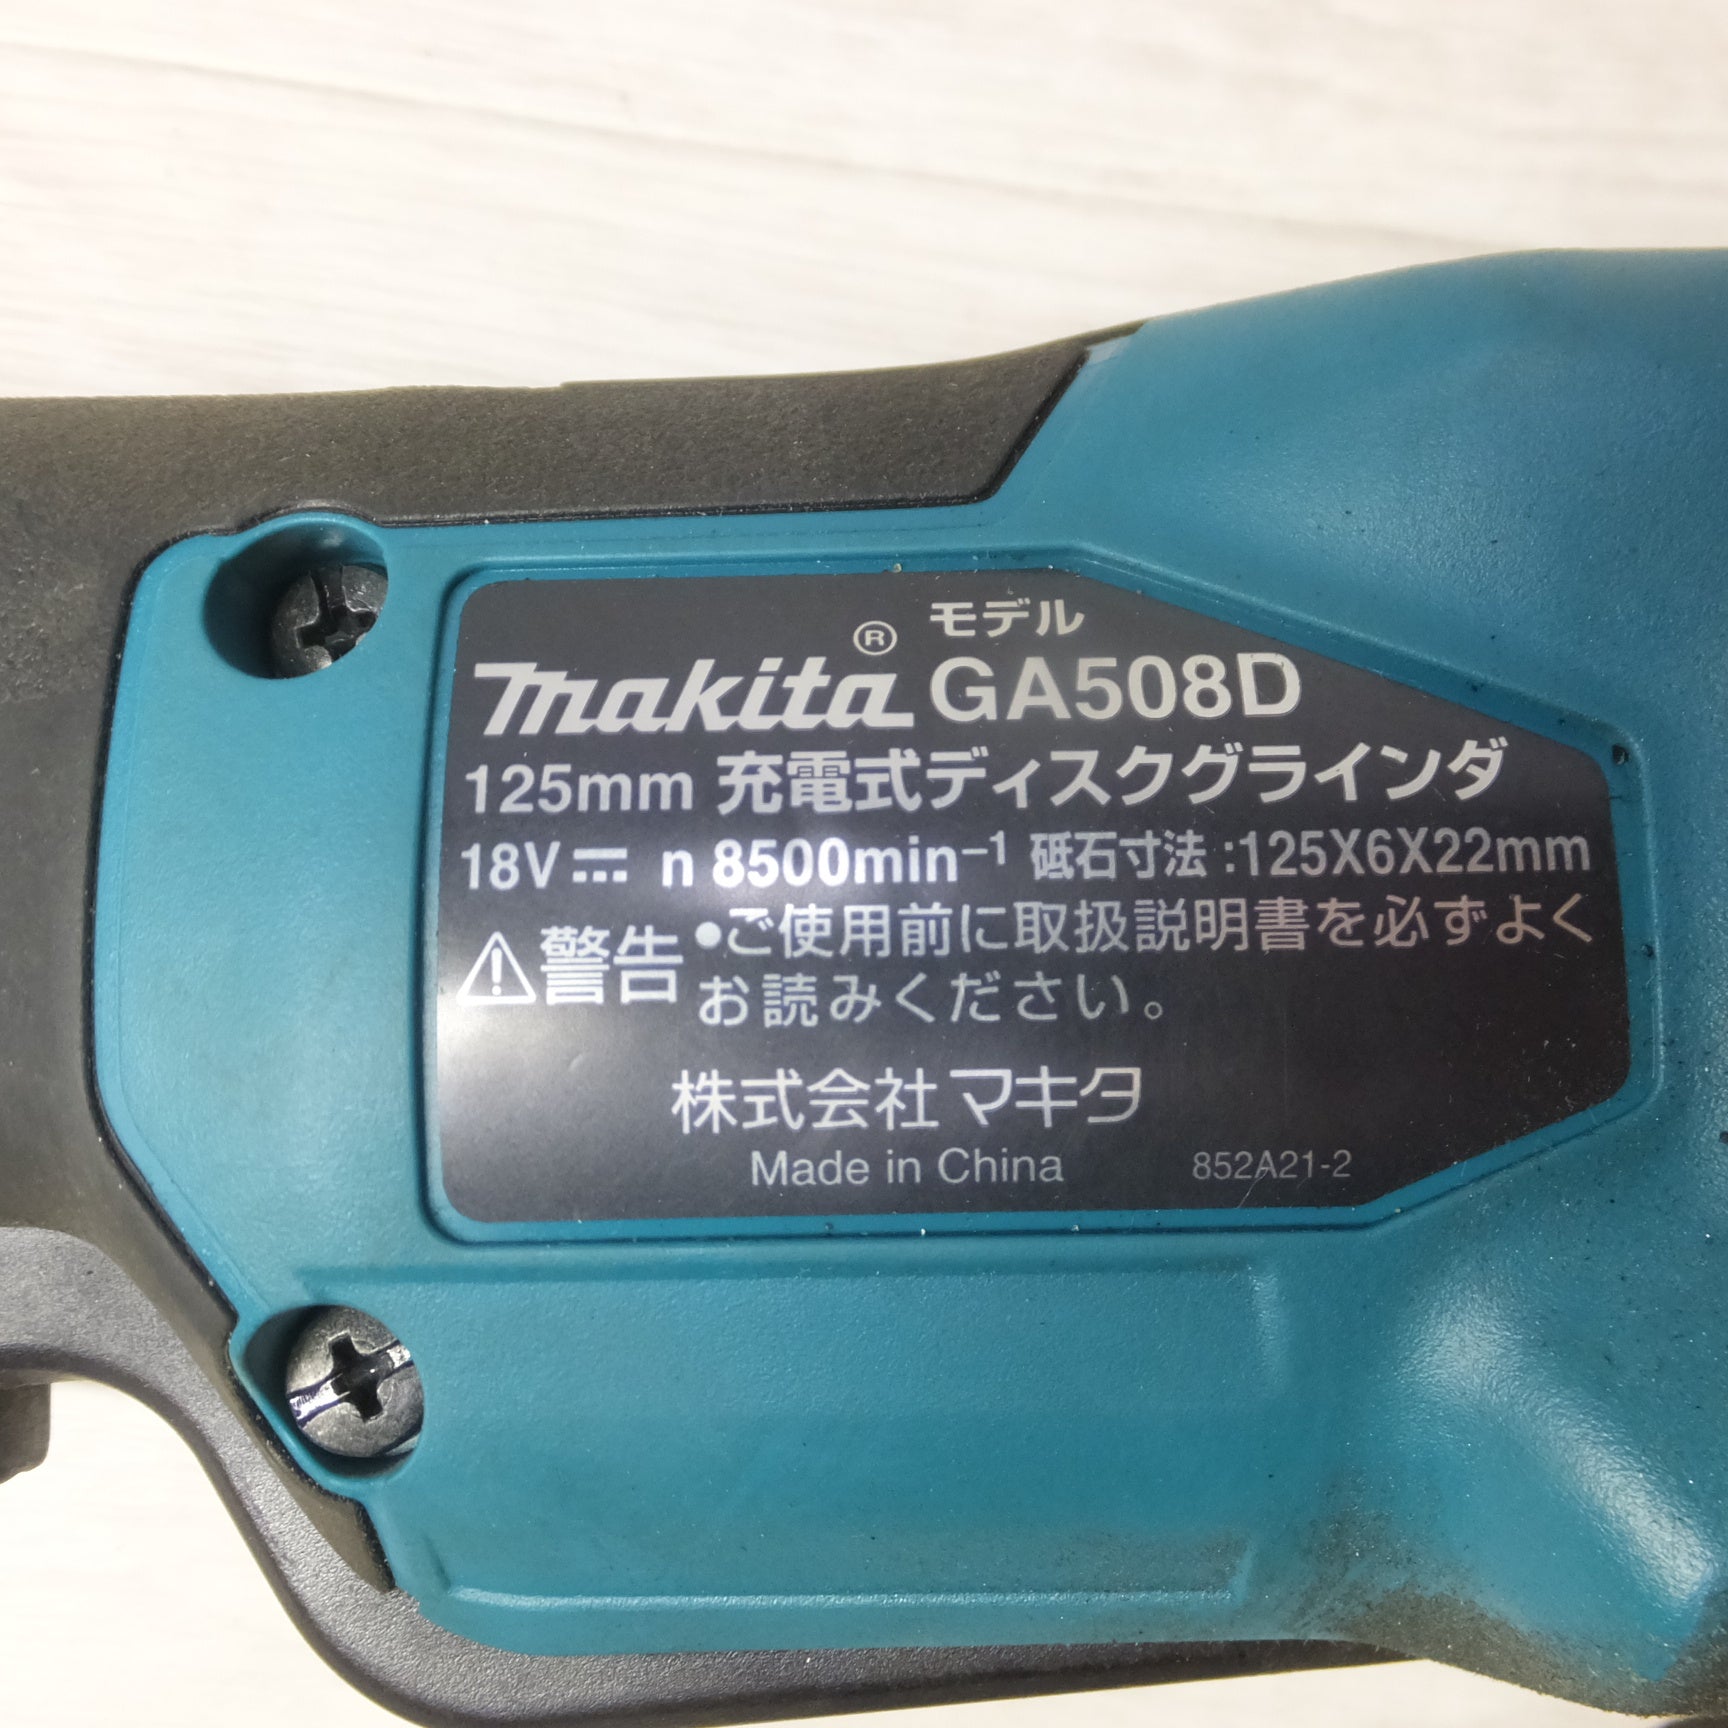 モデル
makita® GA508D
125mm 充電式ディスクグラインダ
18V⎓ n 8500min⁻¹ 砥石寸法:125X6X22mm
⚠警告 ●ご使用前に取扱説明書を必ずよく
お読みください。
株式会社マキタ
Made in China 852A21-2